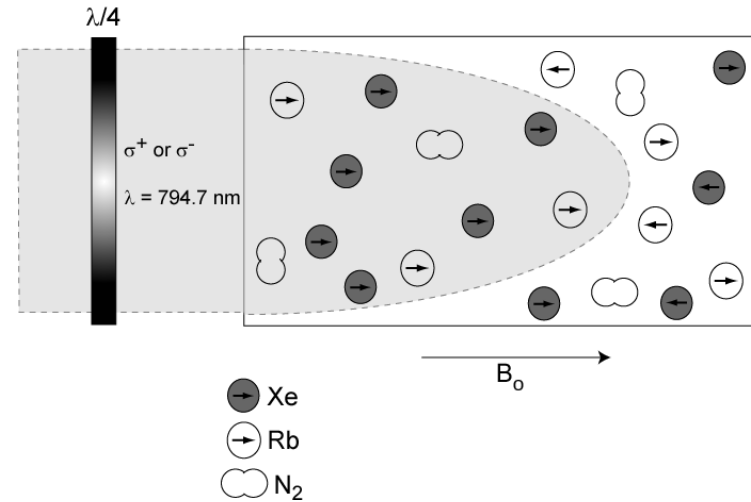 λ/4
σ⁺ or σ⁻
λ = 794.7 nm
Bₒ
Xe
Rb
N₂